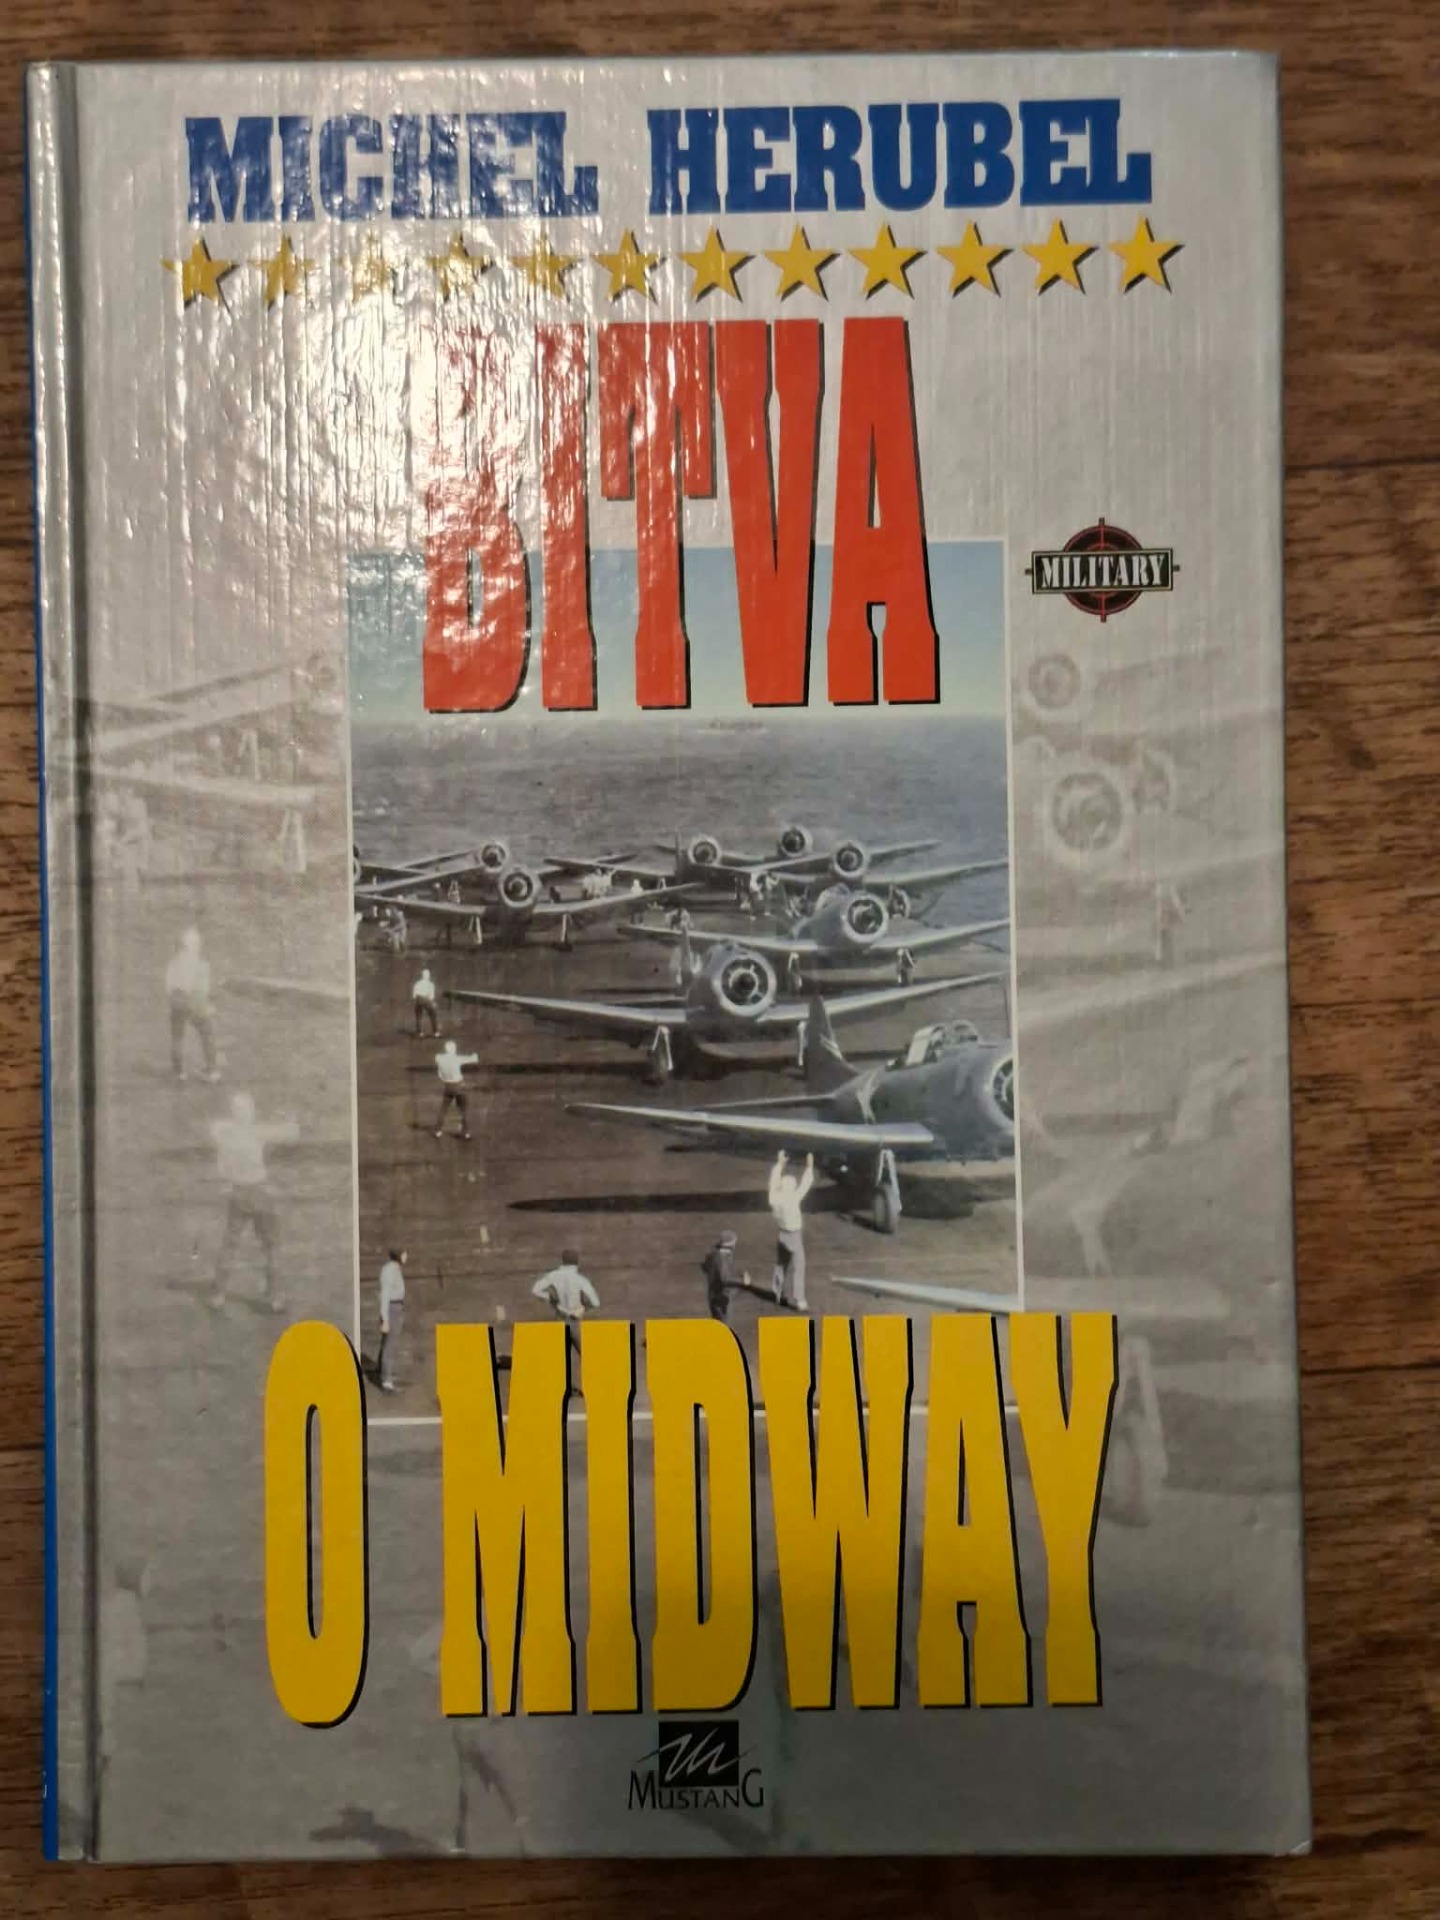 MICHEL HERUBEL
BITVA
MILITARY
O MIDWAY
MUSTANG